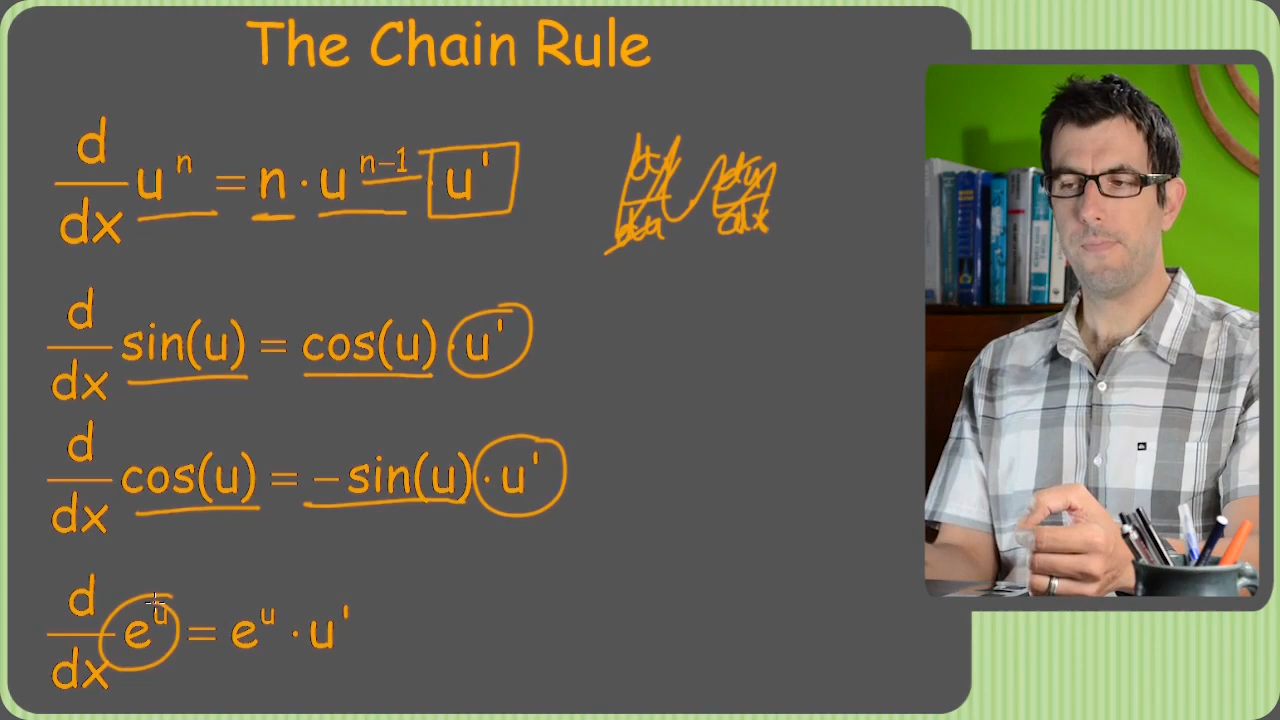 The Chain Rule
d/dx u^n = n · u^(n-1) u'
d/dx sin(u) = cos(u) · u'
d/dx cos(u) = -sin(u) · u'
d/dx e^u = e^u · u'